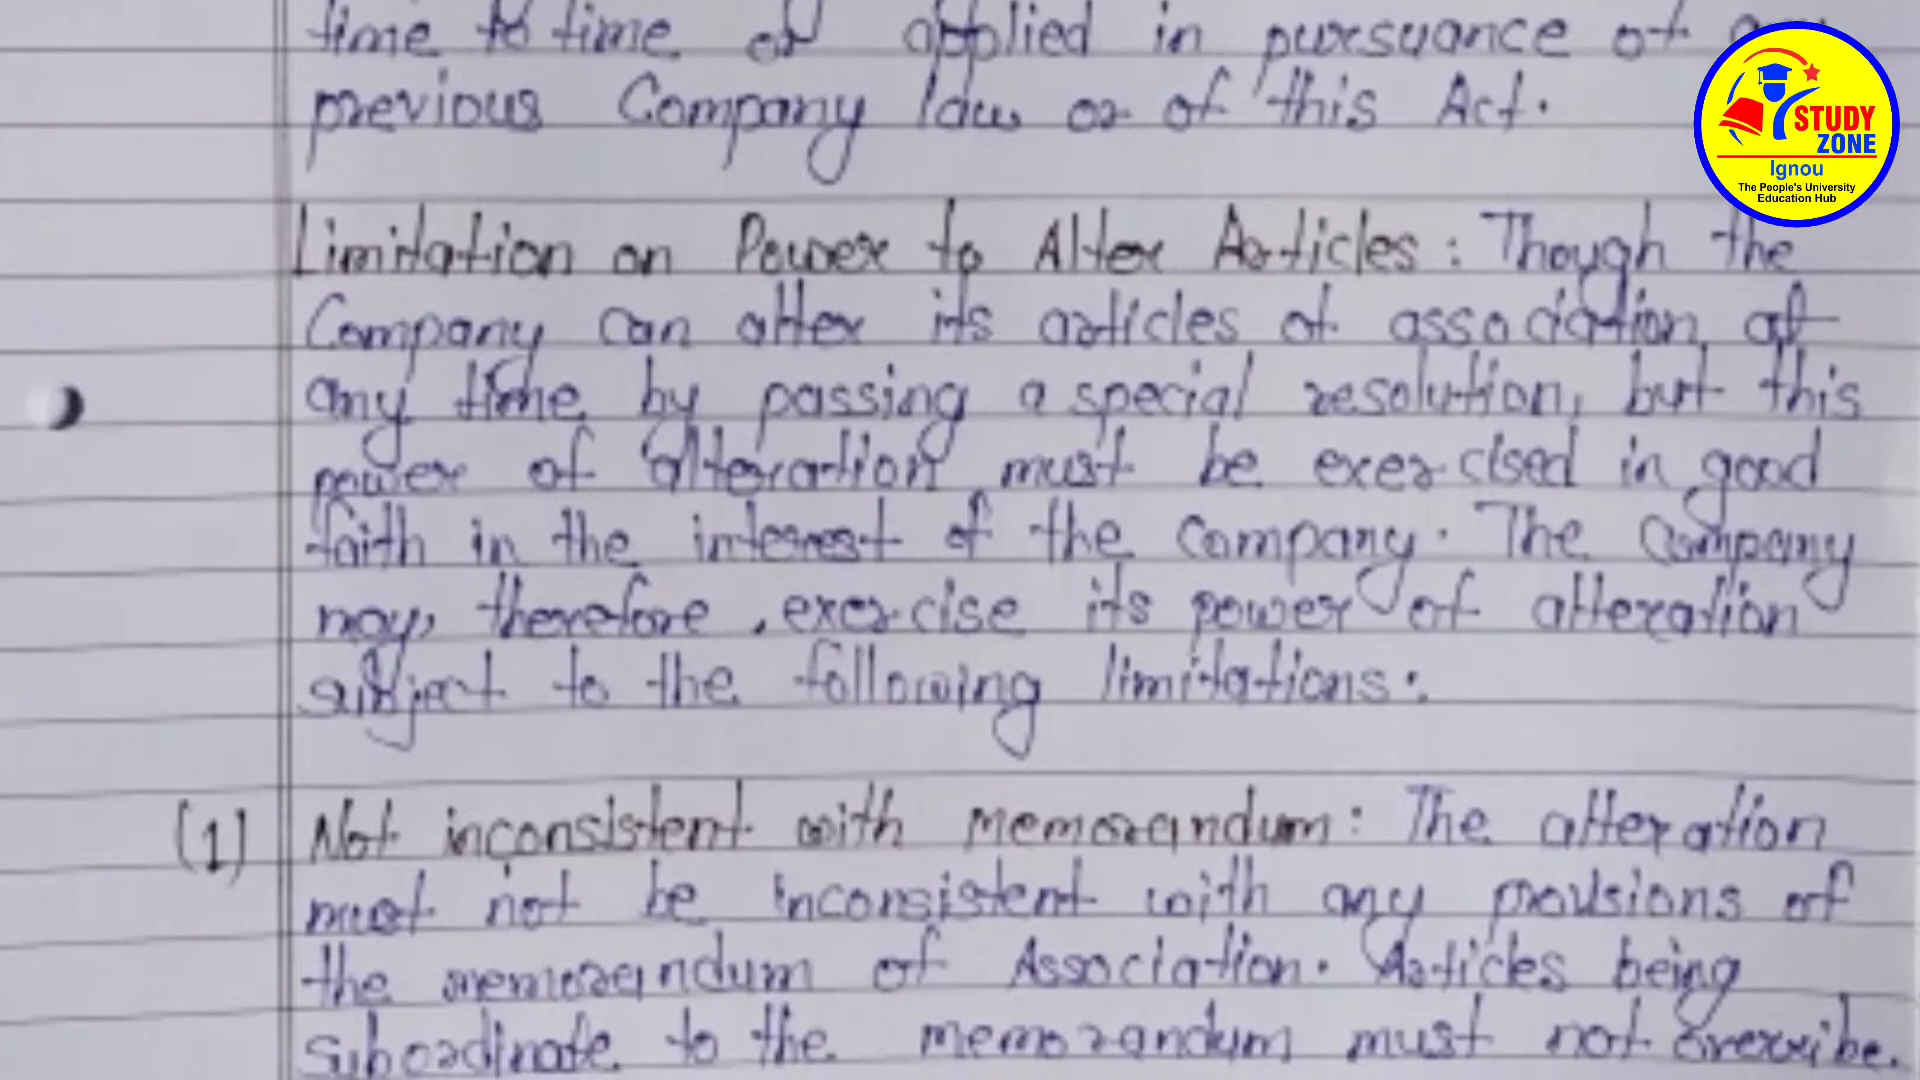 time to time or applied in pursuance of
previous Company law or of this Act.
Limitation on Power to Alter Articles: Though the
Company can alter its articles of association at
any time by passing a special resolution, but this
power of alteration must be exercised in good
faith in the interest of the company. The Company
may, therefore, exercise its power of alteration
subject to the following limitations:
(1) Not inconsistent with memorandum: The alteration
must not be inconsistent with any provisions of
the memorandum of Association. Articles being
subordinate to the memorandum must not
STUDY
ZONE
Ignou
The People's University
Education Hub